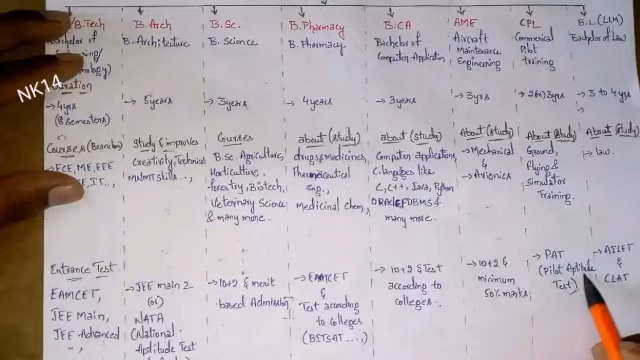 B.Tech
Bachelor of
Engineering/
NK14
Duration
→ 4yrs
(8 semesters)
Courses (Branches)
→ ECE, ME, EEE
Entrance Test
EAMCET,
JEE Main,
JEE-Advanced
B.Arch
B.Architecture
→ 5years
Study & improves
Creativity, Technical
MLNMT skills..,
→ JEE main 2
(or)
NATA
(National
Aptitude Test
B.Sc.
B.Science
→ 3years
Courses
B.Sc. Agriculture,
Horticulture,
forestry, Biotech,
Veterinary Science
& many more.
→ 10+2 & merit
based Admission
B.Pharmacy
B.Pharmacy
→ 4years
about (study)
drugs & medicines,
Pharmaceutical
Engg.,
Medicinal chem,
→ EAMCET
&
Test according
to Colleges
(BITSAT....,)
B.CA
Bachelor of
Computer Application
→ 3years
about (study)
Computer applications,
C.languages like
C, C++, Java, Python
ORACLE, DBMS &
many more.
→ 10+2 & Test
according to
colleges.
AME
Aircraft
Maintenance
Engineering
→ 3yrs
About (study)
→ Mechanical
&
→ Avionics
→ 10+2 &
minimum
50% marks
CPL
Commercial
Pilot
training
→ 2(or) 3yrs
About (study)
Ground,
Flying &
Simulator
Training.
→ PAT
(Pilot Aptitude
Test)
B.L (LLM)
Bachelor of Law
→ 3 to 4 yrs
About (study)
→ law.
→ AILET
&
CLAT